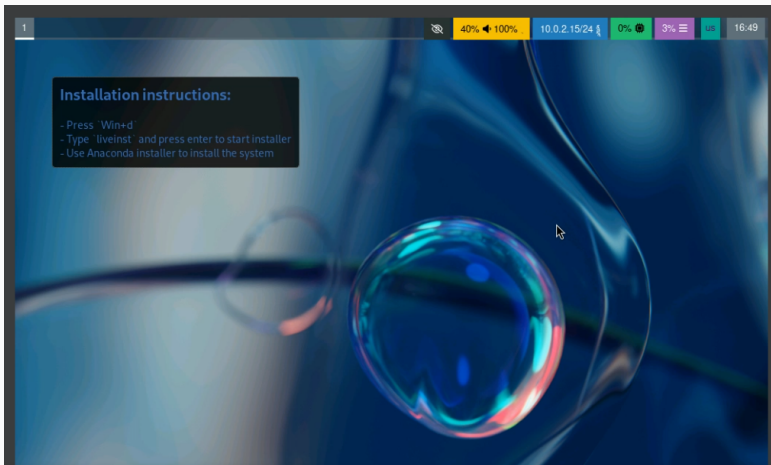 1
40% 100%
10.0.2.15/24
0%
3%
us
16:49
Installation instructions:
- Press `Win+d`
- Type `liveinst` and press enter to start installer
- Use Anaconda installer to install the system